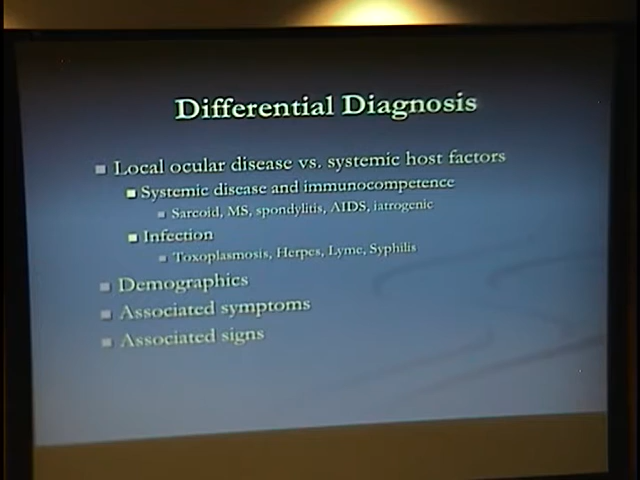 Differential Diagnosis
Local ocular disease vs. systemic host factors
Systemic disease and immunocompetence
Sarcoid, MS, spondylitis, AIDS, iatrogenic
Infection
Toxoplasmosis, Herpes, Lyme, Syphilis
Demographics
Associated symptoms
Associated signs